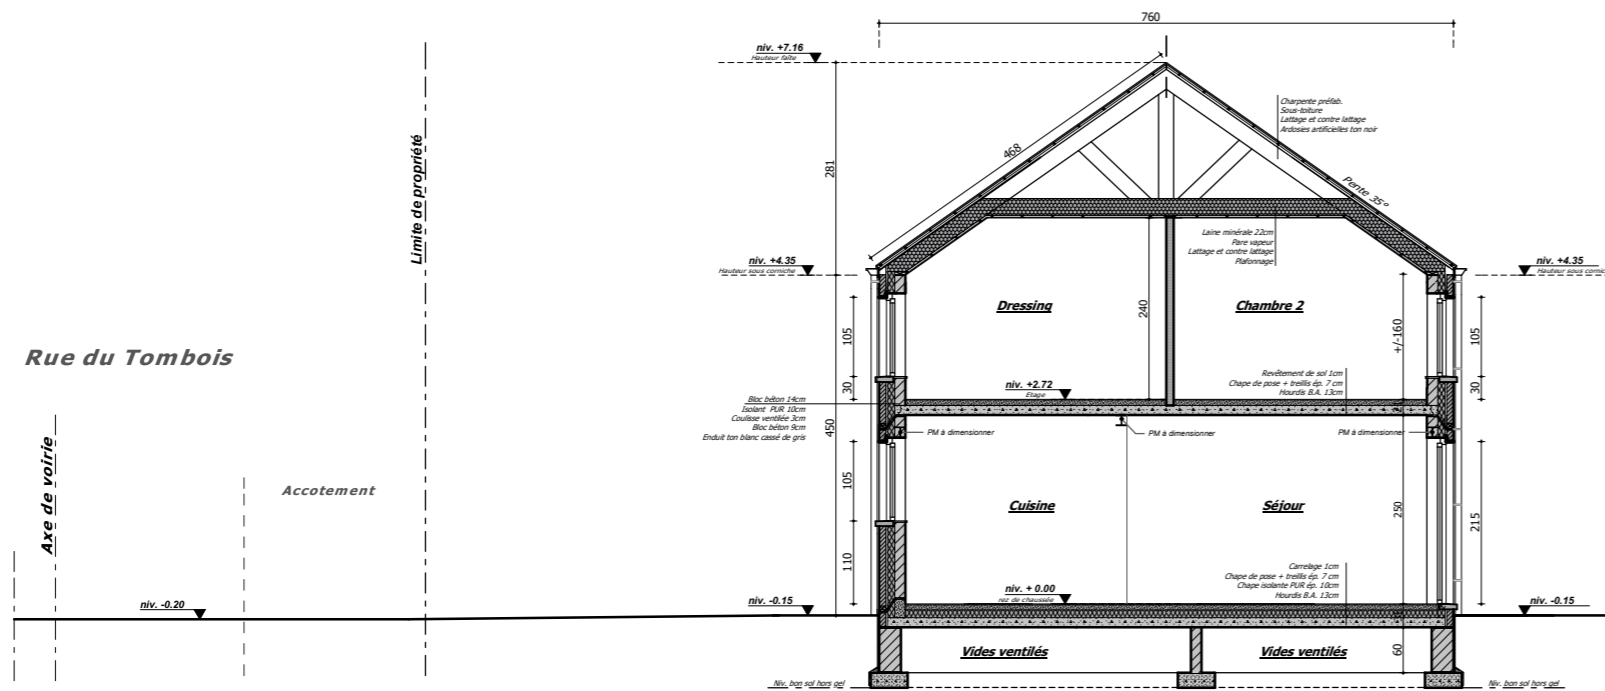 760
niv. +7.16
Hauteur faîte
Charpente préfab.
Sous-toiture
Lattage et contre lattage
Ardoises artificielles ton noir
468
281
Pente 35°
Limite de propriété
Laine minérale 22cm
Pare vapeur
Lattage et contre lattage
Plafonnage
niv. +4.35
Hauteur sous corniche
niv. +4.35
Hauteur sous cornic
Dressing
Chambre 2
240
105
+/-160
105
Rue du Tombois
30
30
niv. +2.72
Etage
Revêtement de sol 1cm
Chape de pose + treillis ép. 7 cm
Hourdis B.A. 13cm
Bloc béton 14cm
Isolant PUR 10cm
Coulisse ventilée 3cm
Bloc béton 9cm
Enduit ton blanc cassé de gris
450
PM à dimensionner
PM à dimensionner
PM à dimensionner
Axe de voirie
Accotement
105
Cuisine
Séjour
250
215
110
Carrelage 1cm
Chape de pose + treillis ép. 7 cm
Chape isolante PUR ép. 10cm
Hourdis B.A. 13cm
niv. + 0.00
rez de chaussée
niv. -0.20
niv. -0.15
niv. -0.15
Vides ventilés
Vides ventilés
60
Niv. bon sol hors gel
Niv. bon sol hors gel